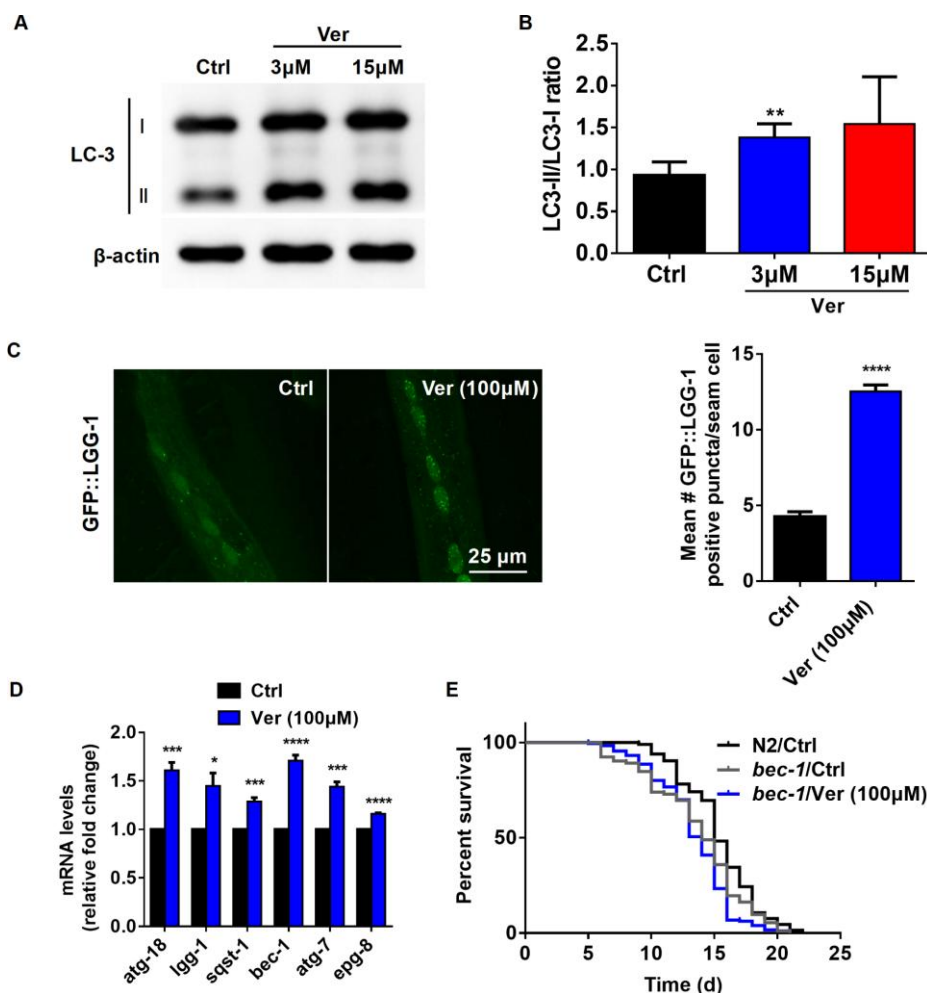 A
Ver
Ctrl 3μM 15μM
LC-3
I
II
β-actin
B
LC3-II/LC3-I ratio
2.5
2.0
1.5
1.0
0.5
0.0
**
Ctrl 3μM 15μM
Ver
C
GFP::LGG-1
Ctrl
Ver (100μM)
25 μm
Mean # GFP::LGG-1
positive puncta/seam cell
15
10
5
0
****
Ctrl
Ver (100μM)
D
Ctrl
Ver (100μM)
mRNA levels
(relative fold change)
2.0
1.5
1.0
0.5
0.0
*** * *** **** *** ****
atg-18 lgg-1 sqst-1 bec-1 atg-7 epg-8
E
N2/Ctrl
bec-1/Ctrl
bec-1/Ver (100μM)
Percent survival
100
50
0
0 5 10 15 20 25
Time (d)